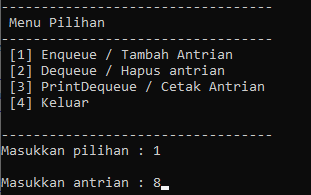 --------------------------------
Menu Pilihan
--------------------------------
[1] Enqueue / Tambah Antrian
[2] Dequeue / Hapus antrian
[3] PrintDequeue / Cetak Antrian
[4] Keluar
--------------------------------
Masukkan pilihan : 1
Masukkan antrian : 8